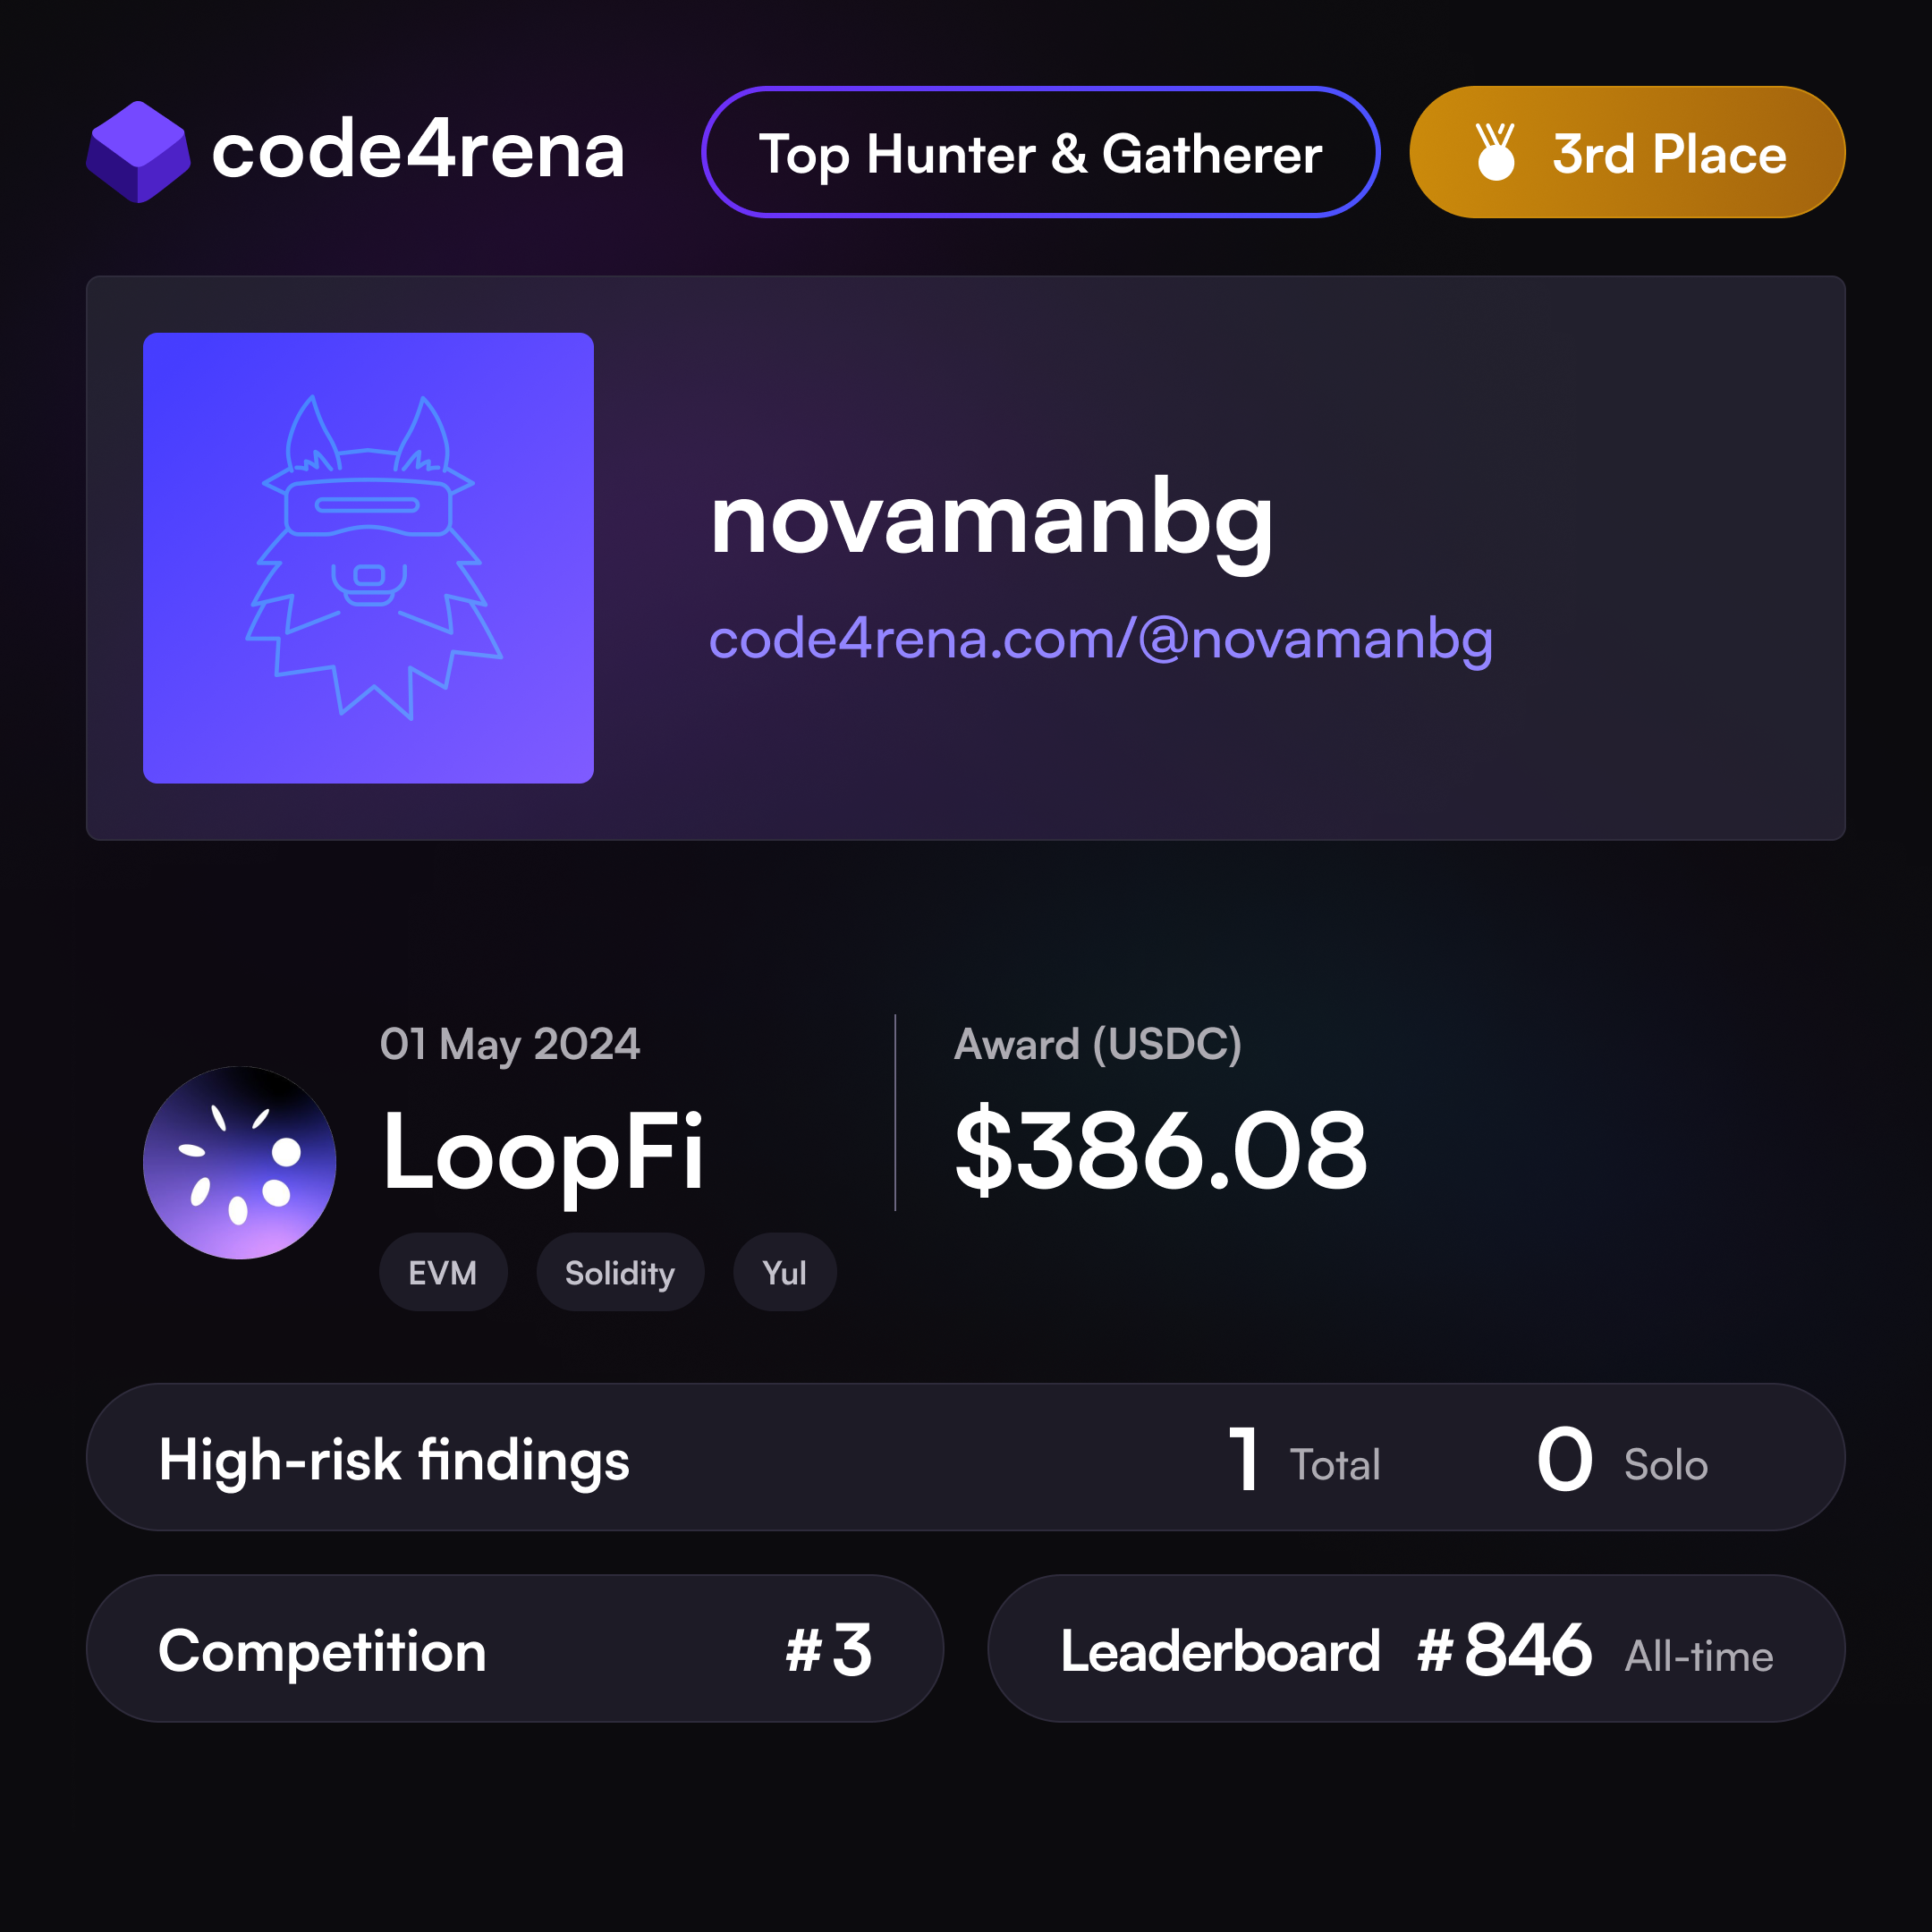 code4rena
Top Hunter & Gatherer
3rd Place
novamanbg
code4rena.com/@novamanbg
01 May 2024
LoopFi
EVM Solidity Yul
Award (USDC)
$386.08
High-risk findings 1 Total 0 Solo
Competition #3
Leaderboard #846 All-time